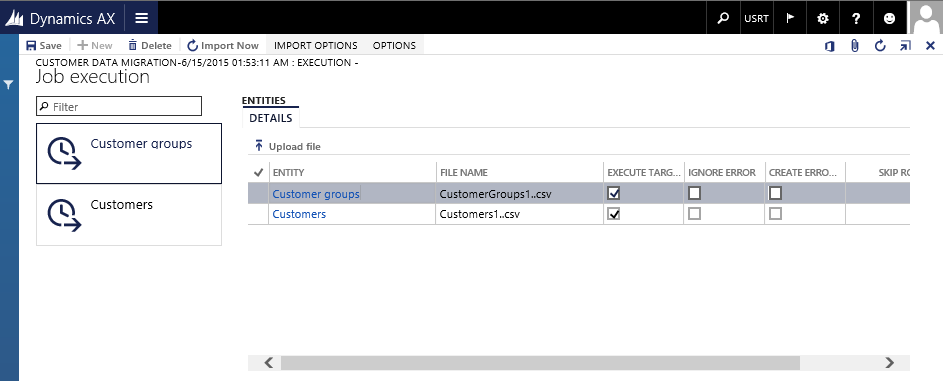 Dynamics AX
USRT
Save + New Delete Import Now IMPORT OPTIONS OPTIONS
CUSTOMER DATA MIGRATION-6/15/2015 01:53:11 AM : EXECUTION -
Job execution
Filter
Customer groups
Customers
ENTITIES
DETAILS
Upload file
ENTITY FILE NAME EXECUTE TARG... IGNORE ERROR CREATE ERRO... SKIP RO
Customer groups CustomerGroups1..csv
Customers Customers1..csv